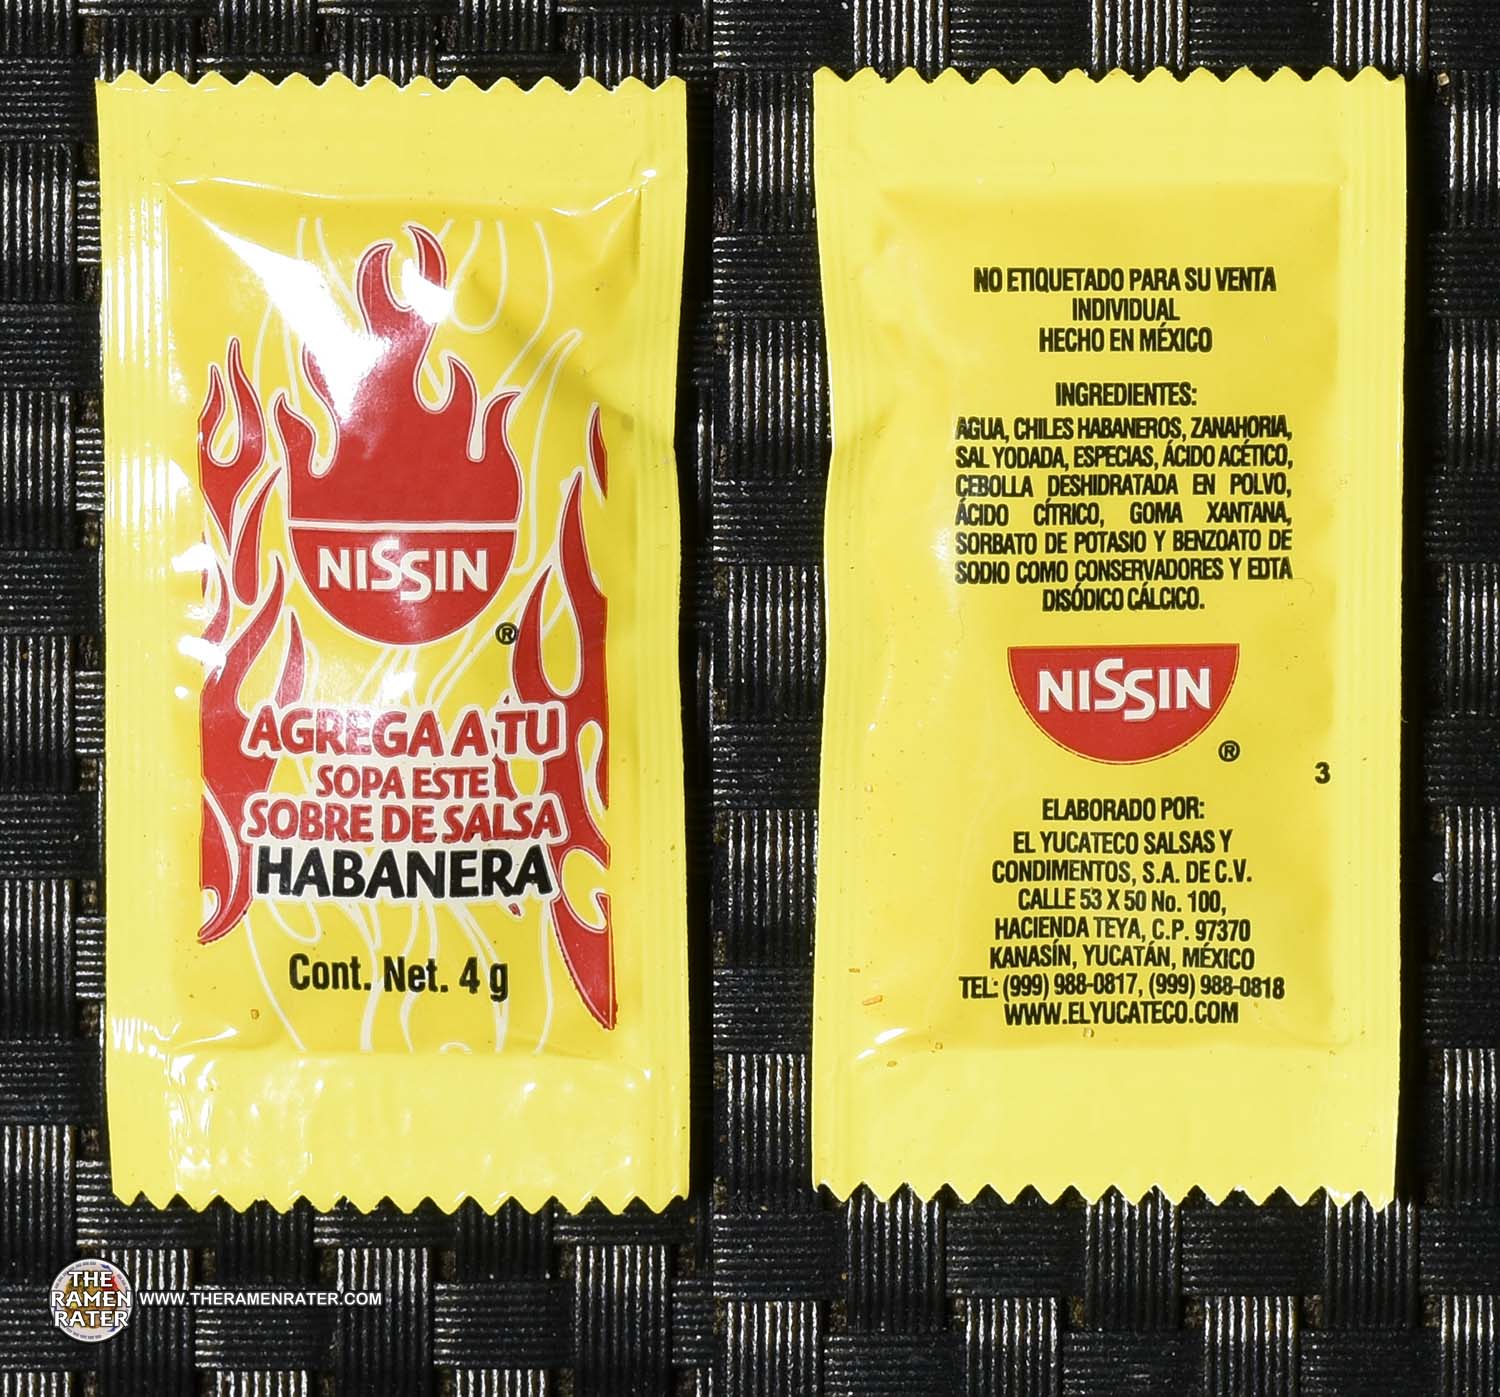 NISSIN
®
AGREGA A TU
SOPA ESTE
SOBRE DE SALSA
HABANERA
Cont. Net. 4 g
NO ETIQUETADO PARA SU VENTA
INDIVIDUAL
HECHO EN MÉXICO
INGREDIENTES:
AGUA, CHILES HABANEROS, ZANAHORIA,
SAL YODADA, ESPECIAS, ÁCIDO ACÉTICO,
CEBOLLA DESHIDRATADA EN POLVO,
ÁCIDO CÍTRICO, GOMA XANTANA,
SORBATO DE POTASIO Y BENZOATO DE
SODIO COMO CONSERVADORES Y EDTA
DISÓDICO CÁLCICO.
NISSIN
®
3
ELABORADO POR:
EL YUCATECO SALSAS Y
CONDIMENTOS, S.A. DE C.V.
CALLE 53 X 50 No. 100,
HACIENDA TEYA, C.P. 97370
KANASÍN, YUCATÁN, MÉXICO
TEL: (999) 988-0817, (999) 988-0818
WWW.ELYUCATECO.COM
THE
RAMEN
RATER
WWW.THERAMENRATER.COM